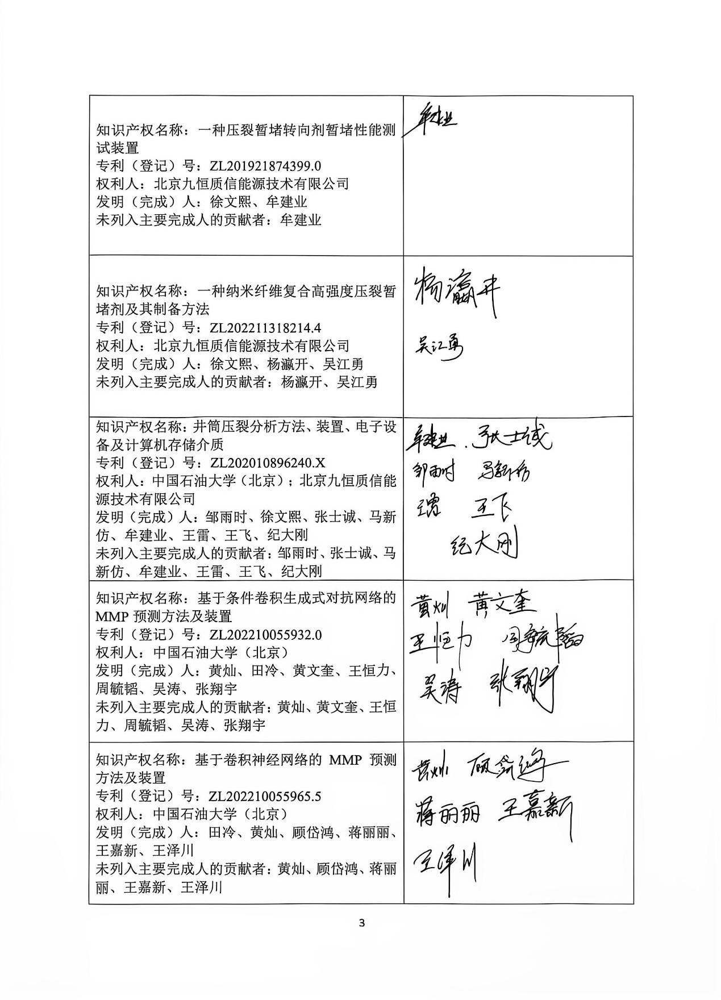 知识产权名称：一种压裂暂堵转向剂暂堵性能测
试装置
专利（登记）号：ZL201921874399.0
权利人：北京九恒质信能源技术有限公司
发明（完成）人：徐文熙、牟建业
未列入主要完成人的贡献者：牟建业
牟建业
知识产权名称：一种纳米纤维复合高强度压裂暂
堵剂及其制备方法
专利（登记）号：ZL202211318214.4
权利人：北京九恒质信能源技术有限公司
发明（完成）人：徐文熙、杨瀛开、吴江勇
未列入主要完成人的贡献者：杨瀛开、吴江勇
杨瀛开
吴江勇
知识产权名称：井筒压裂分析方法、装置、电子设
备及计算机存储介质
专利（登记）号：ZL202010896240.X
权利人：中国石油大学（北京）；北京九恒质信能
源技术有限公司
发明（完成）人：邹雨时、徐文熙、张士诚、马新
仿、牟建业、王雷、王飞、纪大刚
未列入主要完成人的贡献者：邹雨时、张士诚、马
新仿、牟建业、王雷、王飞、纪大刚
牟建业 . 张士诚
邹雨时 马新仿
王雷 王飞
纪大刚
知识产权名称：基于条件卷积生成式对抗网络的
MMP 预测方法及装置
专利（登记）号：ZL202210055932.0
权利人：中国石油大学（北京）
发明（完成）人：黄灿、田冷、黄文奎、王恒力、
周毓韬、吴涛、张翔宇
未列入主要完成人的贡献者：黄灿、黄文奎、王恒
力、周毓韬、吴涛、张翔宇
黄灿 黄文奎
王恒力 周毓韬
吴涛 张翔宇
知识产权名称：基于卷积神经网络的 MMP 预测
方法及装置
专利（登记）号：ZL202210055965.5
权利人：中国石油大学（北京）
发明（完成）人：田冷、黄灿、顾岱鸿、蒋丽丽、
王嘉新、王泽川
未列入主要完成人的贡献者：黄灿、顾岱鸿、蒋丽
丽、王嘉新、王泽川
黄灿 顾岱鸿
蒋丽丽 王嘉新
王泽川
3